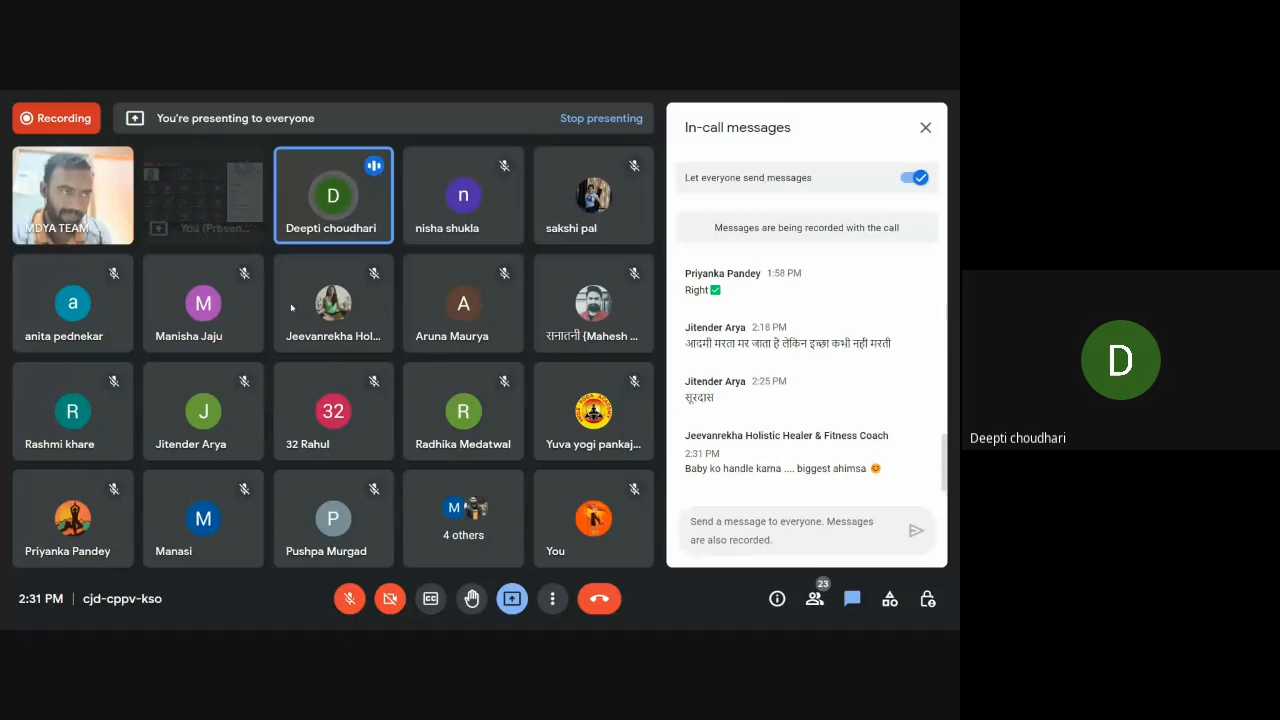 Recording
You're presenting to everyone
Stop presenting
MDYA TEAM
You (Presen...
Deepti choudhari
nisha shukla
sakshi pal
anita pednekar
Manisha Jaju
Jeevanrekha Hol...
Aruna Maurya
सनातनी {Mahesh ...
Rashmi khare
Jitender Arya
32 Rahul
Radhika Medatwal
Yuva yogi pankaj...
Priyanka Pandey
Manasi
Pushpa Murgad
4 others
You
D
n
a
M
A
R
J
32
R
M
P
M
2:31 PM | cjd-cppv-kso
23
In-call messages
Let everyone send messages
Messages are being recorded with the call
Priyanka Pandey 1:58 PM
Right ✅
Jitender Arya 2:18 PM
आदमी मरता मर जाता हे लेकिन इच्छा कभी नही मरती
Jitender Arya 2:25 PM
सूरदास
Jeevanrekha Holistic Healer & Fitness Coach
2:31 PM
Baby ko handle karna .... biggest ahimsa 😊
Send a message to everyone. Messages
are also recorded.
D
Deepti choudhari